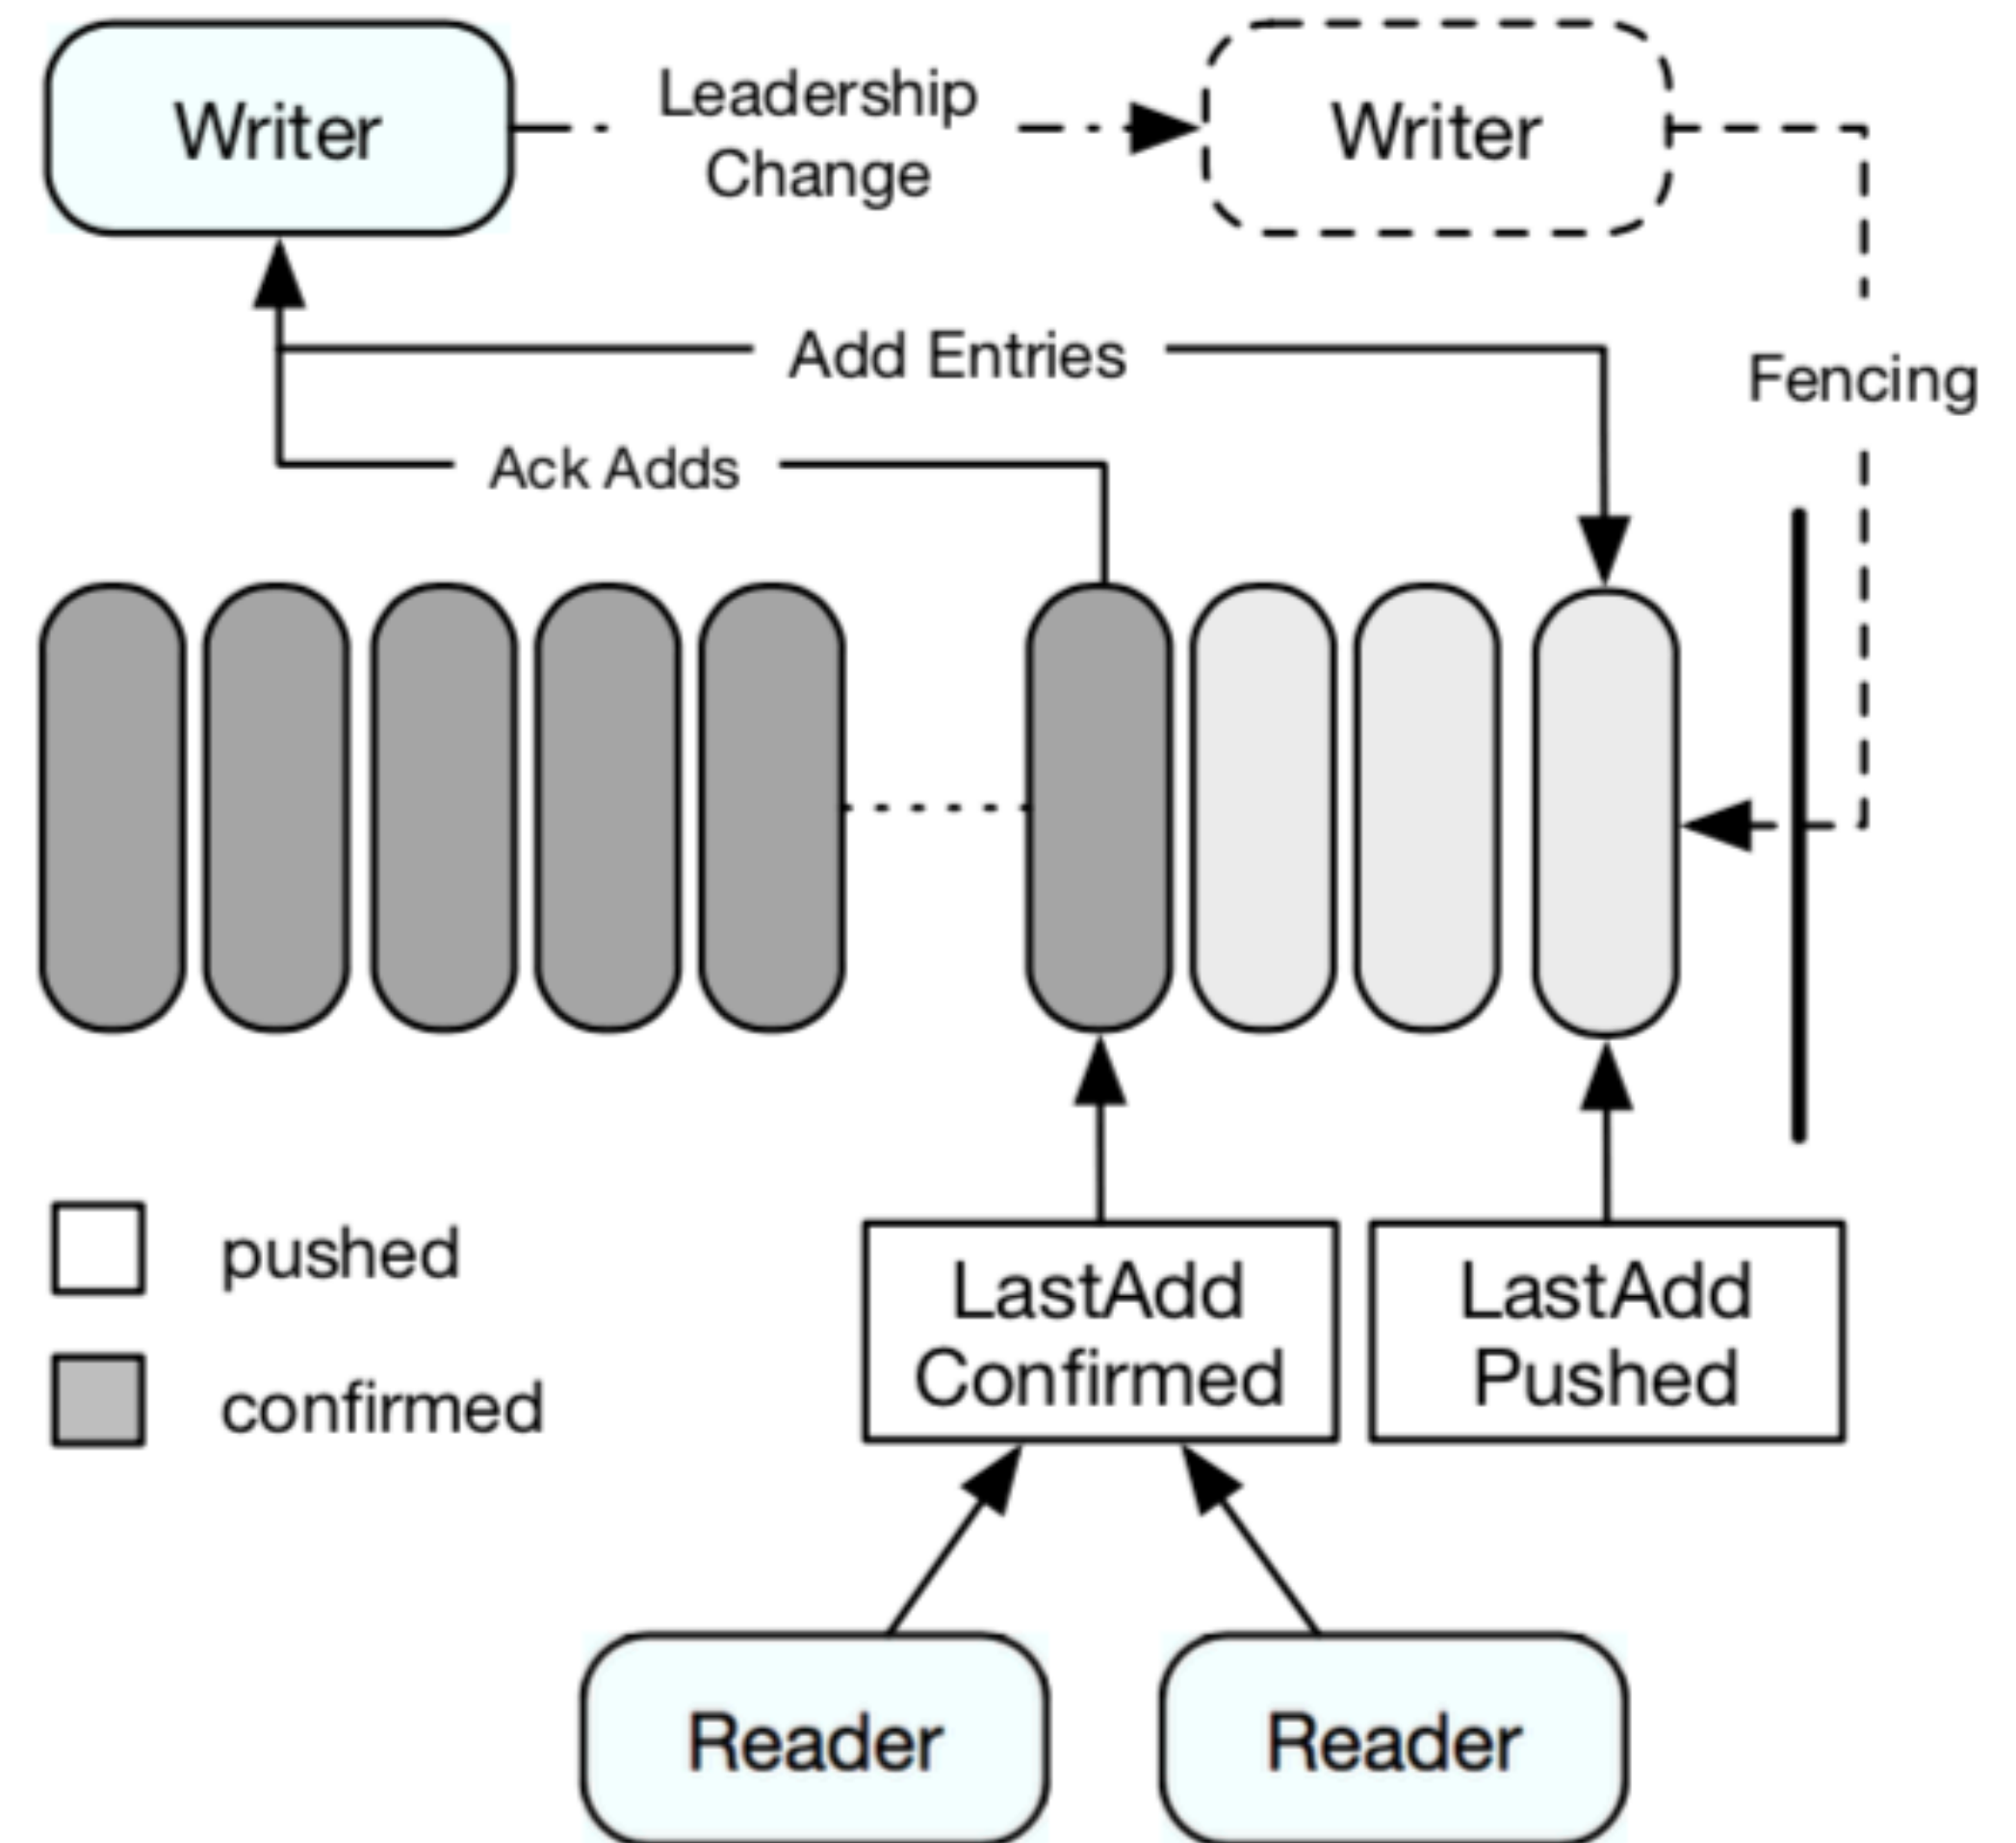 Writer
Leadership
Change
Writer
Add Entries
Fencing
Ack Adds
pushed
confirmed
LastAdd
Confirmed
LastAdd
Pushed
Reader
Reader